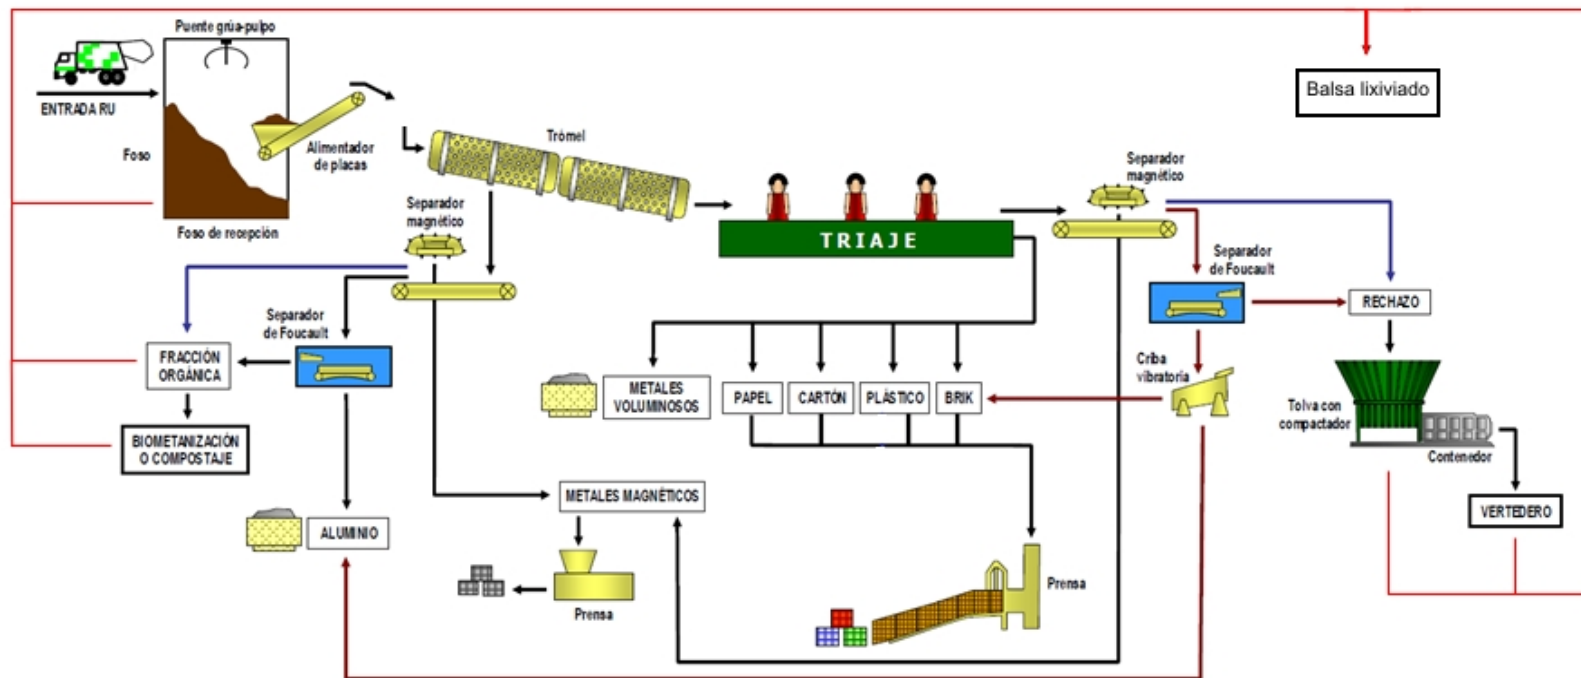 Puente grúa-pulpo
ENTRADA RU
Foso
Alimentador
de placas
Foso de recepción
Trómel
Separador
magnético
TRIAJE
Separador
magnético
Balsa lixiviado
Separador
de Foucault
RECHAZO
Separador
de Foucault
FRACCIÓN
ORGÁNICA
BIOMETANIZACIÓN
O COMPOSTAJE
METALES
VOLUMINOSOS
PAPEL
CARTÓN
PLÁSTICO
BRIK
Criba
vibratoria
Tolva con
compactador
Contenedor
VERTEDERO
METALES MAGNÉTICOS
ALUMINIO
Prensa
Prensa